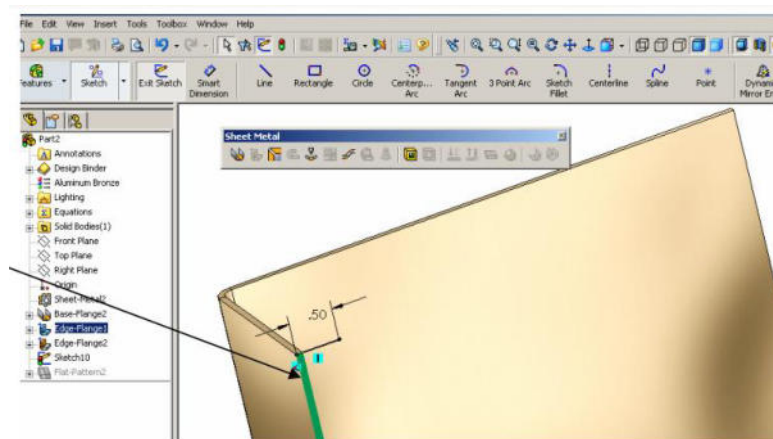 File Edit View Insert Tools Toolbox Window Help
Features Sketch Exit Sketch Smart Dimension Line Rectangle Circle Centerp... Arc Tangent Arc 3 Point Arc Sketch Fillet Centerline Spline Point Dynam Mirror En
Sheet Metal
Part2
Annotations
Design Binder
Aluminum Bronze
Lighting
Equations
Solid Bodies(1)
Front Plane
Top Plane
Right Plane
Origin
Sheet-Metal2
Base-Flange2
Edge-Flange1
Edge-Flange2
Sketch10
Flat-Pattern2
.50